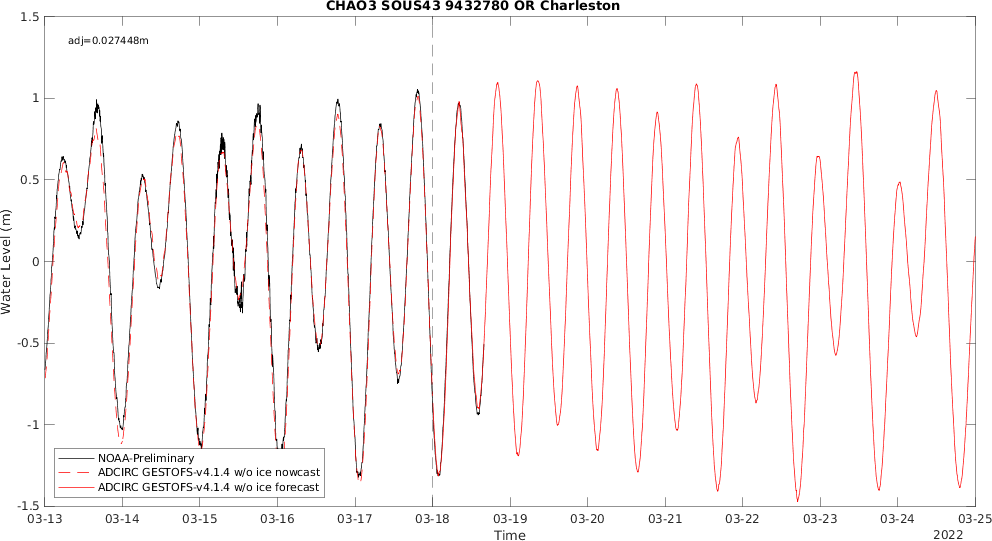 CHAO3 SOUS43 9432780 OR Charleston
adj=0.027448m
1.5
1
0.5
0
-0.5
-1
-1.5
Water Level (m)
NOAA-Preliminary
ADCIRC GESTOFS-v4.1.4 w/o ice nowcast
ADCIRC GESTOFS-v4.1.4 w/o ice forecast
03-13 03-14 03-15 03-16 03-17 03-18 03-19 03-20 03-21 03-22 03-23 03-24 03-25
Time
2022